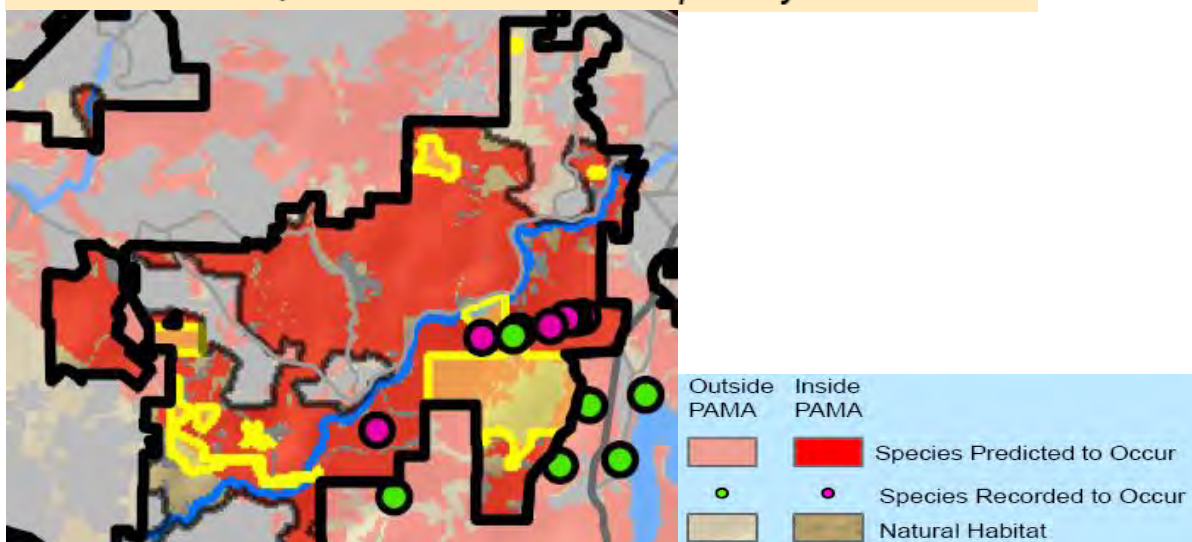 Outside Inside
PAMA PAMA
Species Predicted to Occur
Species Recorded to Occur
Natural Habitat